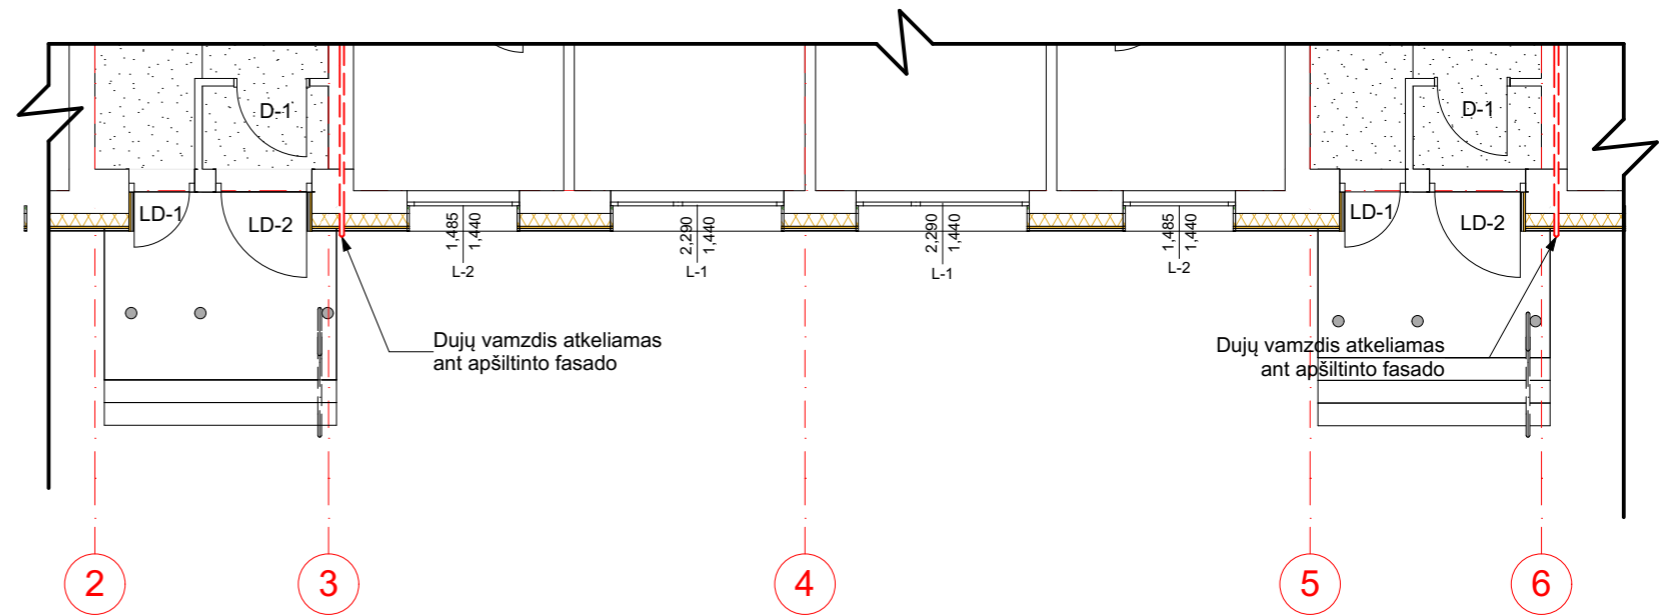 D-1
D-1
LD-1
LD-2
LD-1
LD-2
1,485
1,440
L-2
2,290
1,440
L-1
2,290
1,440
L-1
1,485
1,440
L-2
Dujų vamzdis atkeliamas
ant apšiltinto fasado
Dujų vamzdis atkeliamas
ant apšiltinto fasado
2
3
4
5
6